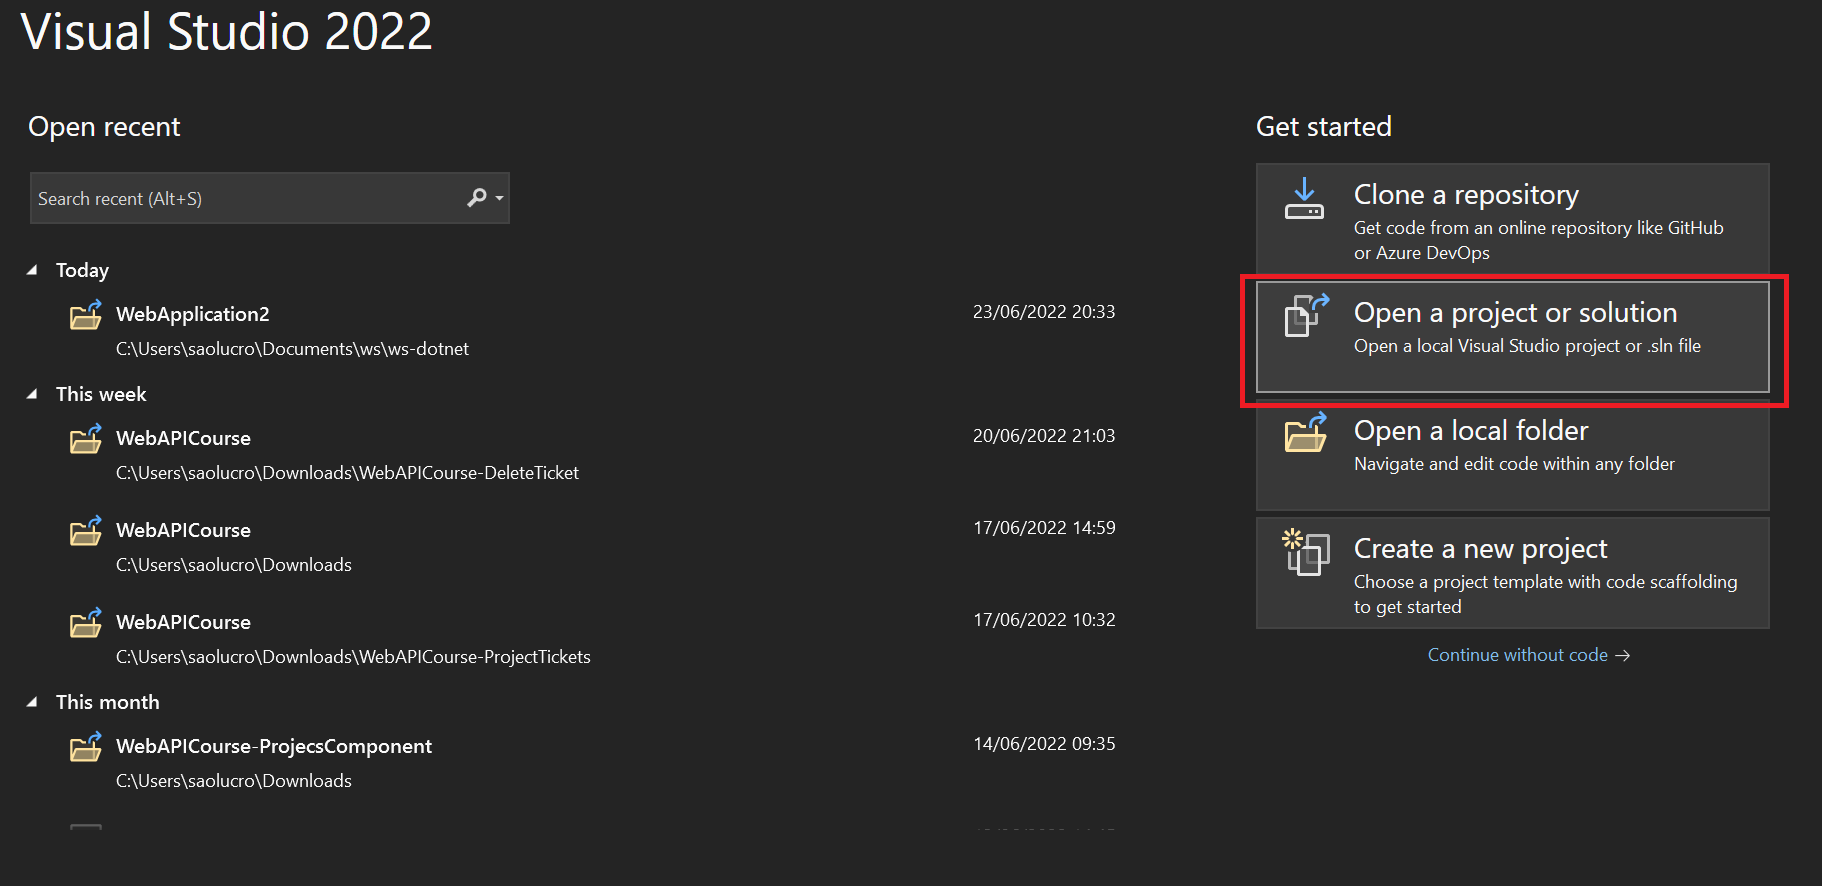 Visual Studio 2022
Open recent
Search recent (Alt+S)
Today
WebApplication2
23/06/2022 20:33
C:\Users\saolucro\Documents\ws\ws-dotnet
This week
WebAPICourse
20/06/2022 21:03
C:\Users\saolucro\Downloads\WebAPICourse-DeleteTicket
WebAPICourse
17/06/2022 14:59
C:\Users\saolucro\Downloads
WebAPICourse
17/06/2022 10:32
C:\Users\saolucro\Downloads\WebAPICourse-ProjectTickets
This month
WebAPICourse-ProjecsComponent
14/06/2022 09:35
C:\Users\saolucro\Downloads
Get started
Clone a repository
Get code from an online repository like GitHub
or Azure DevOps
Open a project or solution
Open a local Visual Studio project or .sln file
Open a local folder
Navigate and edit code within any folder
Create a new project
Choose a project template with code scaffolding
to get started
Continue without code →